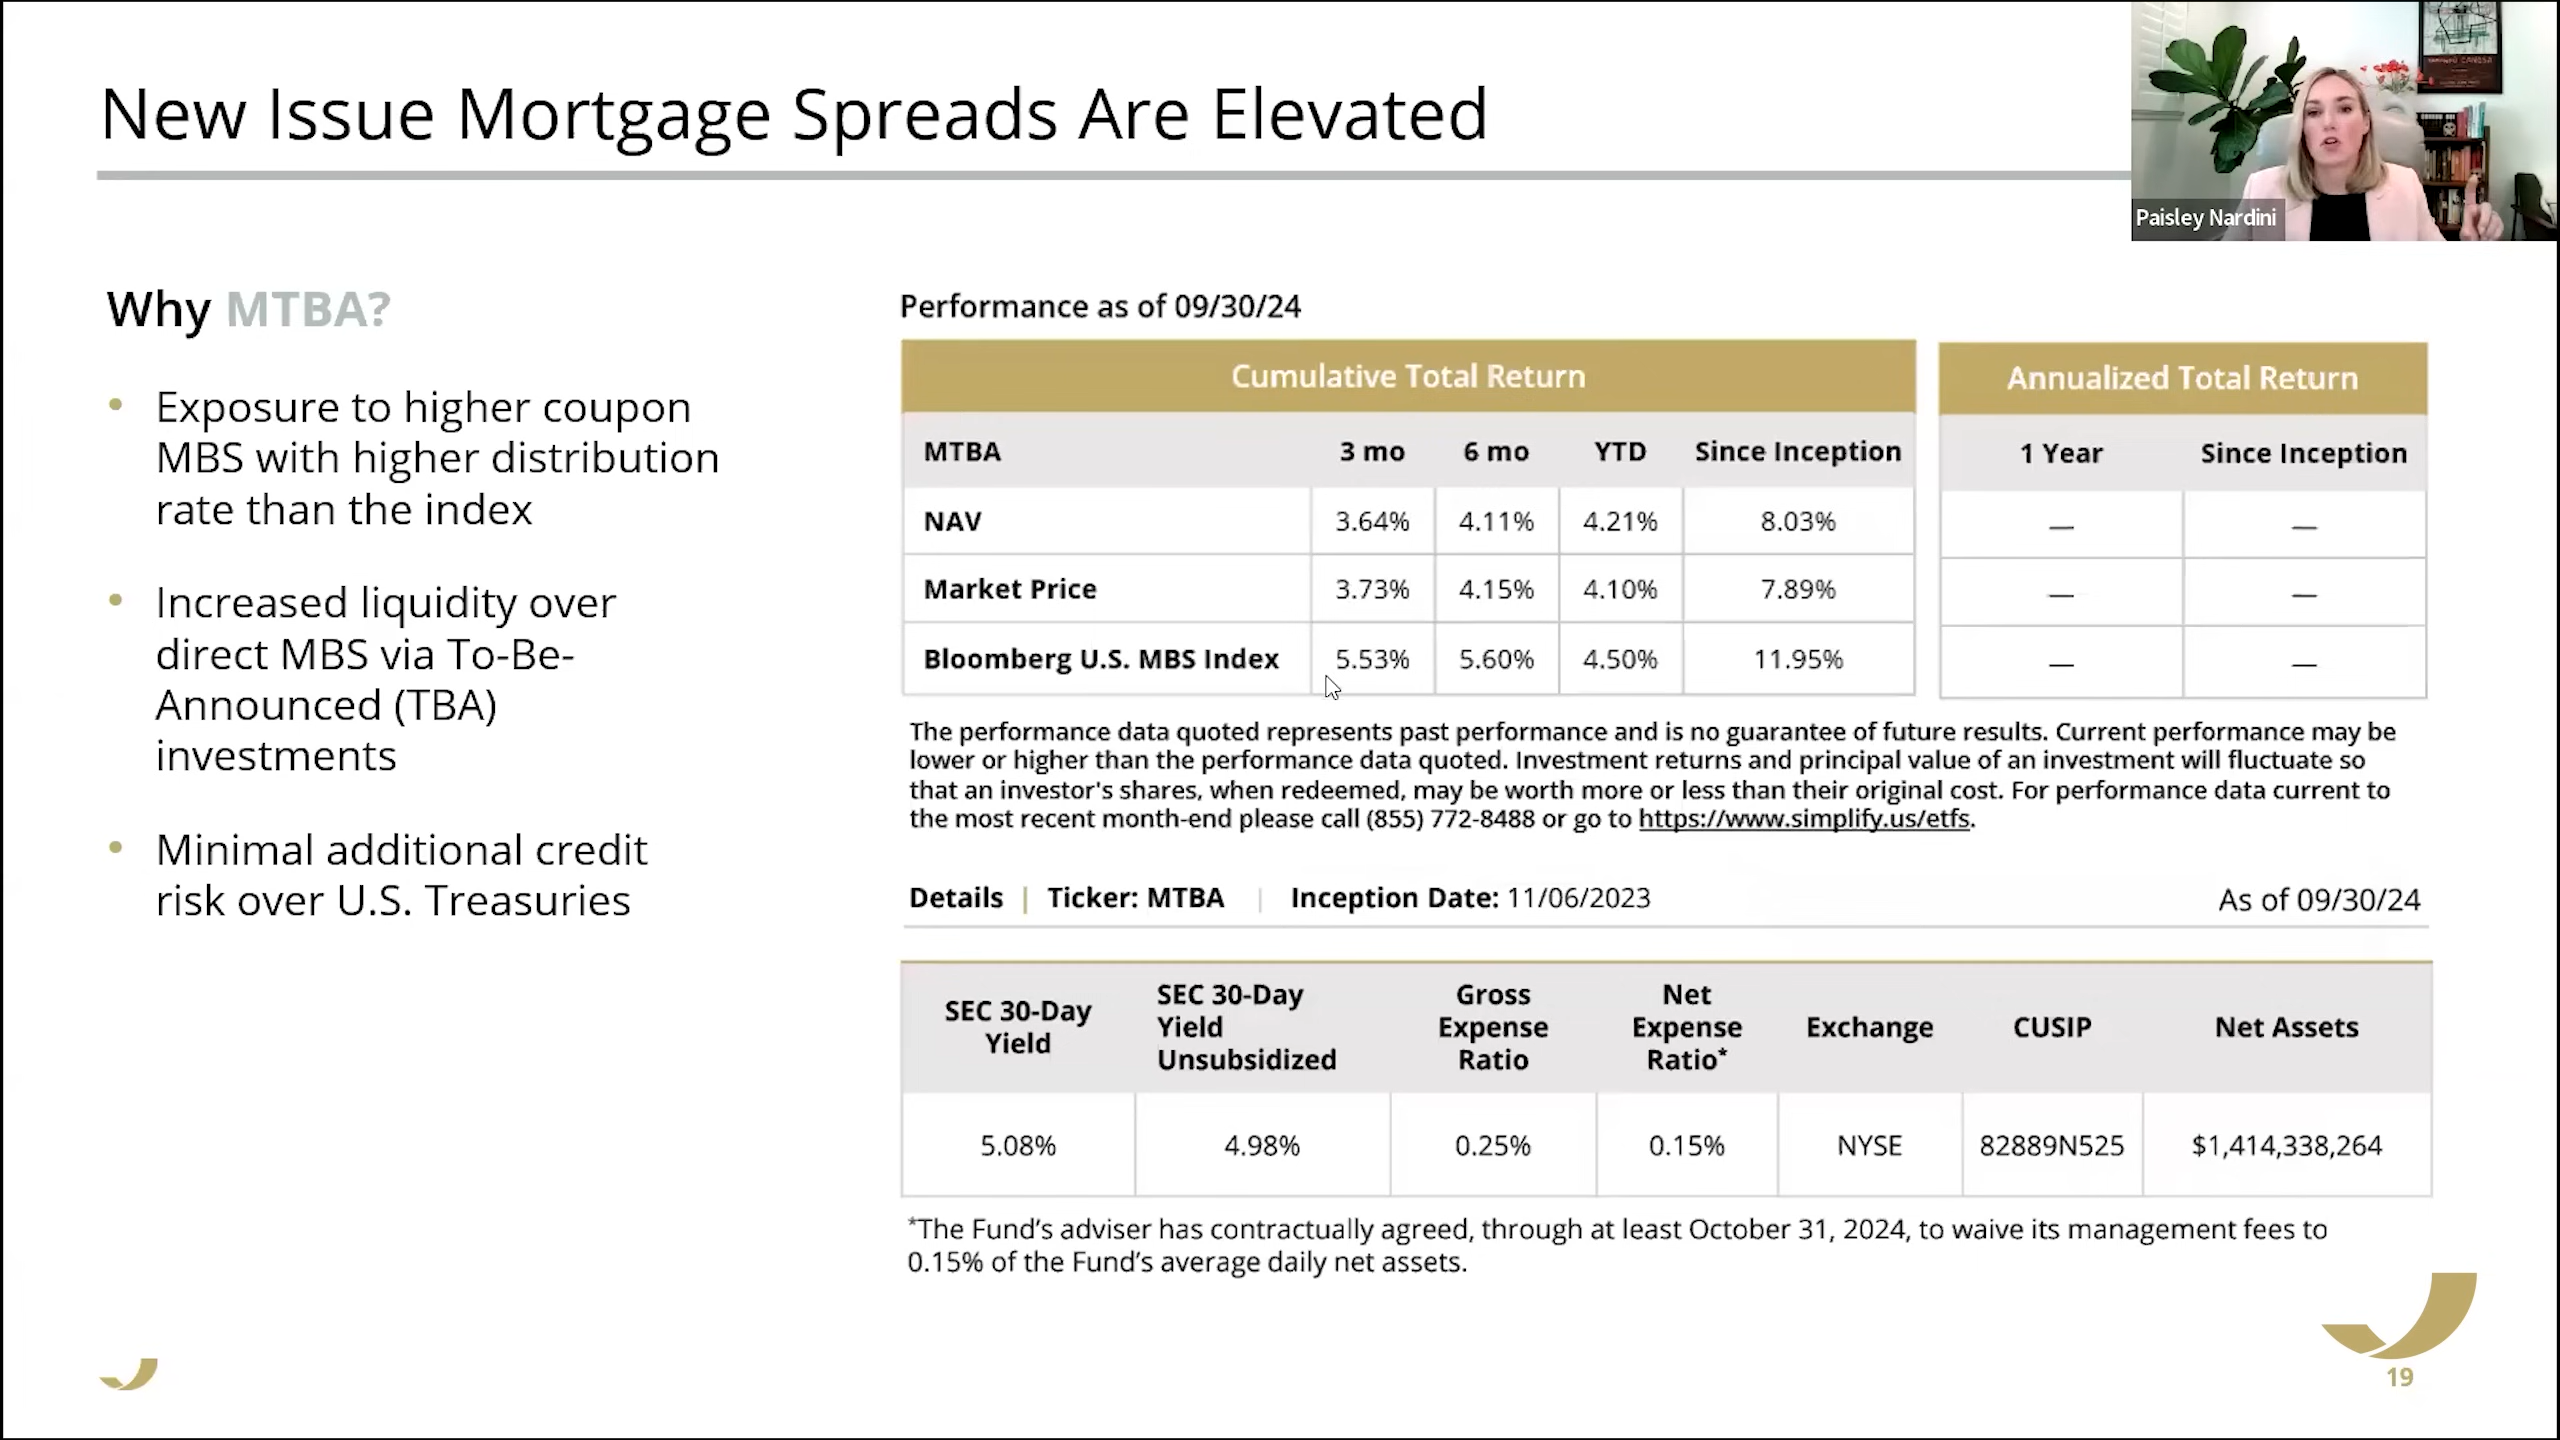 New Issue Mortgage Spreads Are Elevated
Paisley Nardini
Why MTBA?
• Exposure to higher coupon
MBS with higher distribution
rate than the index
• Increased liquidity over
direct MBS via To-Be-
Announced (TBA)
investments
• Minimal additional credit
risk over U.S. Treasuries
Performance as of 09/30/24
Cumulative Total Return
MTBA 3 mo 6 mo YTD Since Inception
NAV 3.64% 4.11% 4.21% 8.03%
Market Price 3.73% 4.15% 4.10% 7.89%
Bloomberg U.S. MBS Index 5.53% 5.60% 4.50% 11.95%
Annualized Total Return
1 Year Since Inception
— —
— —
— —
The performance data quoted represents past performance and is no guarantee of future results. Current performance may be
lower or higher than the performance data quoted. Investment returns and principal value of an investment will fluctuate so
that an investor's shares, when redeemed, may be worth more or less than their original cost. For performance data current to
the most recent month-end please call (855) 772-8488 or go to https://www.simplify.us/etfs.
Details | Ticker: MTBA | Inception Date: 11/06/2023 As of 09/30/24
SEC 30-Day
Yield
SEC 30-Day
Yield
Unsubsidized
Gross
Expense
Ratio
Net
Expense
Ratio*
Exchange
CUSIP
Net Assets
5.08% 4.98% 0.25% 0.15% NYSE 82889N525 $1,414,338,264
*The Fund’s adviser has contractually agreed, through at least October 31, 2024, to waive its management fees to
0.15% of the Fund’s average daily net assets.
19